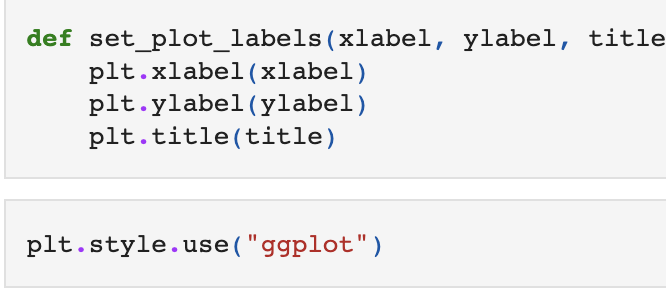 def set_plot_labels(xlabel, ylabel, title
    plt.xlabel(xlabel)
    plt.ylabel(ylabel)
    plt.title(title)
plt.style.use("ggplot")